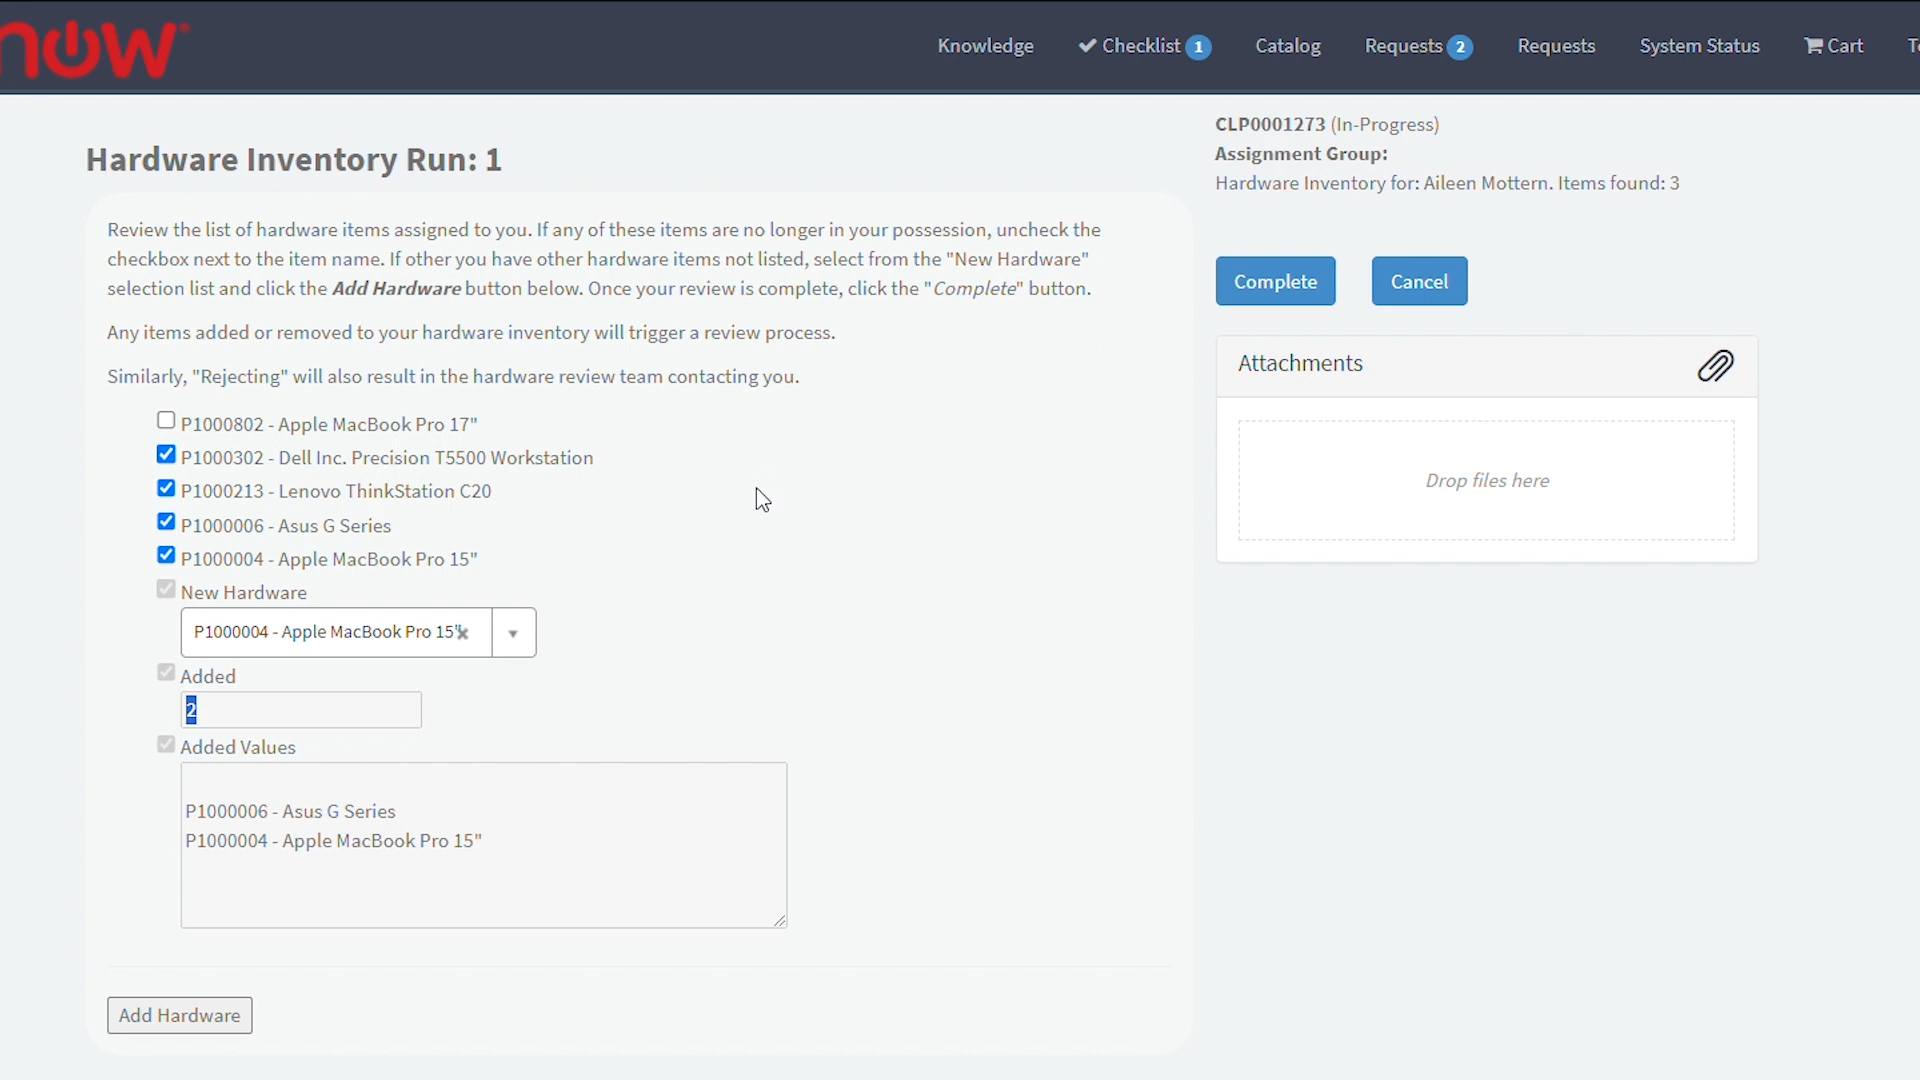 now
Knowledge
Checklist 1
Catalog
Requests 2
Requests
System Status
Cart
Hardware Inventory Run: 1
Review the list of hardware items assigned to you. If any of these items are no longer in your possession, uncheck the
checkbox next to the item name. If other you have other hardware items not listed, select from the "New Hardware"
selection list and click the Add Hardware button below. Once your review is complete, click the "Complete" button.
Any items added or removed to your hardware inventory will trigger a review process.
Similarly, "Rejecting" will also result in the hardware review team contacting you.
P1000802 - Apple MacBook Pro 17"
P1000302 - Dell Inc. Precision T5500 Workstation
P1000213 - Lenovo ThinkStation C20
P1000006 - Asus G Series
P1000004 - Apple MacBook Pro 15"
New Hardware
P1000004 - Apple MacBook Pro 15"
Added
2
Added Values
P1000006 - Asus G Series
P1000004 - Apple MacBook Pro 15"
Add Hardware
CLP0001273 (In-Progress)
Assignment Group:
Hardware Inventory for: Aileen Mottern. Items found: 3
Complete
Cancel
Attachments
Drop files here